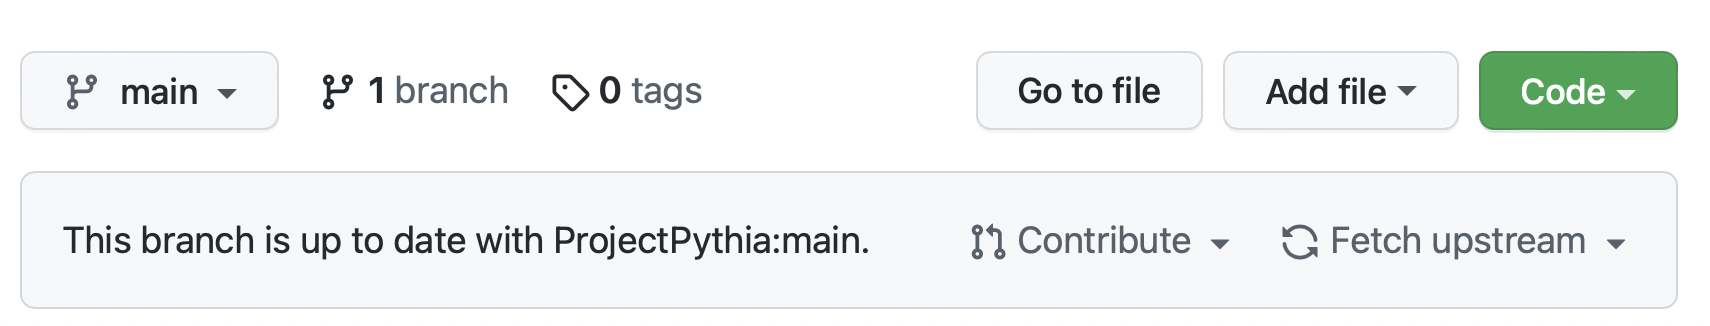 main 1 branch 0 tags Go to file Add file Code
This branch is up to date with ProjectPythia:main. Contribute Fetch upstream